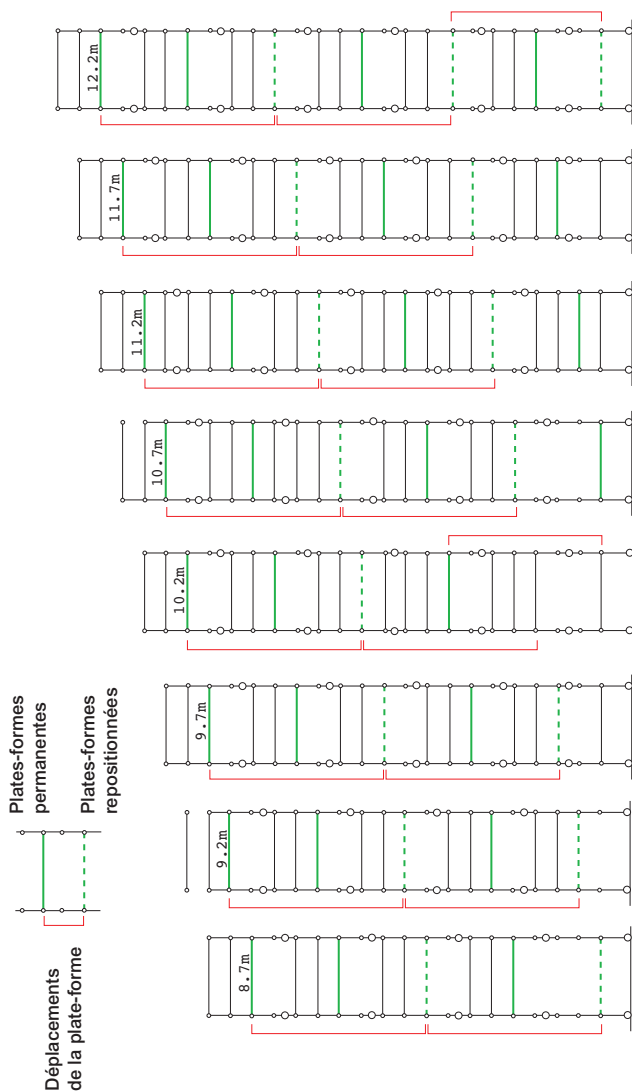 Déplacements
de la plate-forme
Plates-formes
permanentes
Plates-formes
repositionnées
8.7m
9.2m
9.7m
10.2m
10.7m
11.2m
11.7m
12.2m